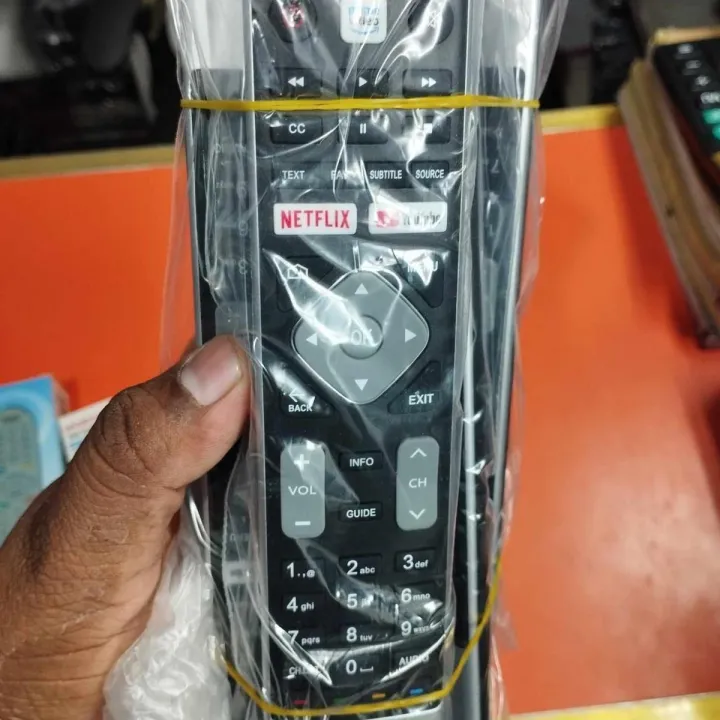 CC
TEXT
SUBTITLE SOURCE
NETFLIX
OK
BACK
EXIT
+
VOL
−
INFO
CH
GUIDE
1.,@ 2abc 3def
4ghi 5 6mno
7pqrs 8tuv 9
0